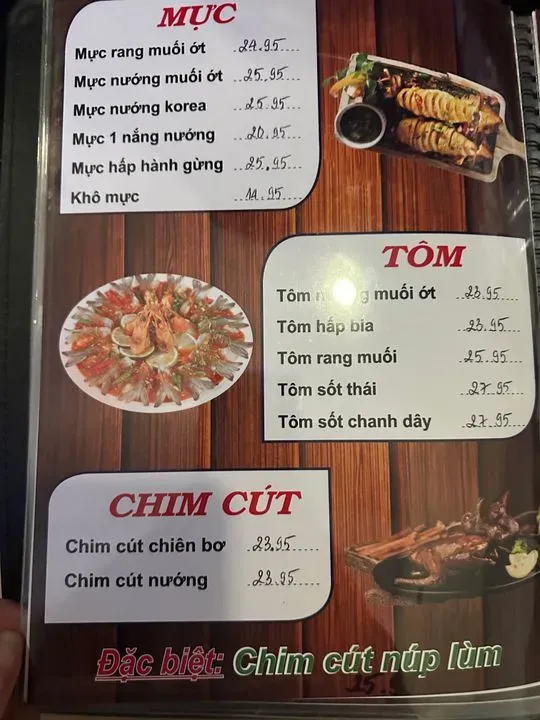 MỰC
Mực rang muối ớt 24.95
Mực nướng muối ớt 25.95
Mực nướng korea 25.95
Mực 1 nắng nướng 20.95
Mực hấp hành gừng 25.95
Khô mực 14.95
TÔM
Tôm muối ớt 23.95
Tôm hấp bia 23.95
Tôm rang muối 25.95
Tôm sốt thái 27.95
Tôm sốt chanh dây 27.95
CHIM CÚT
Chim cút chiên bơ 23.95
Chim cút nướng 23.95
Đặc biệt: Chim cút núp lùm